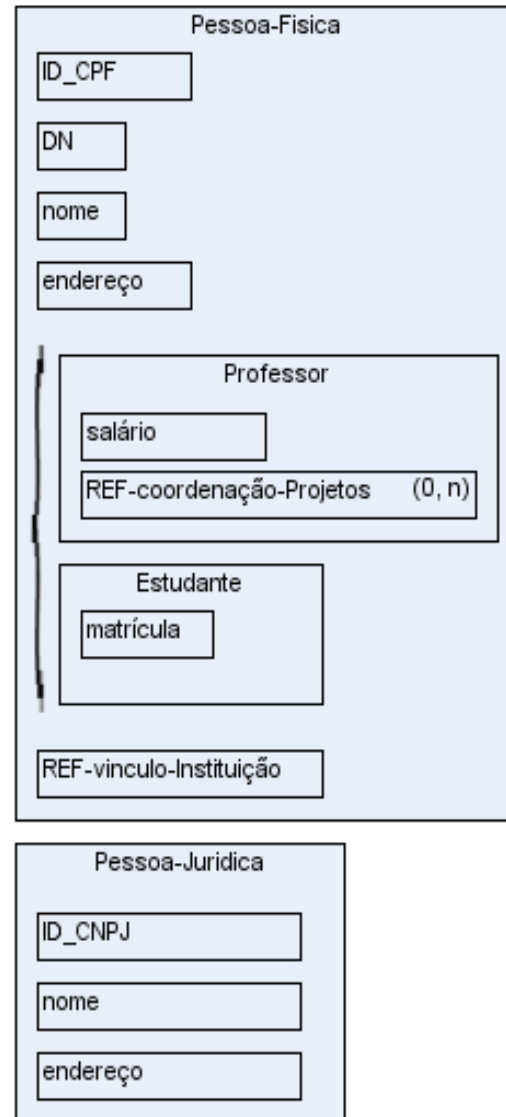 Pessoa-Fisica
ID_CPF
DN
nome
endereço
Professor
salário
REF-coordenação-Projetos (0, n)
Estudante
matrícula
REF-vinculo-Instituição
Pessoa-Juridica
ID_CNPJ
nome
endereço